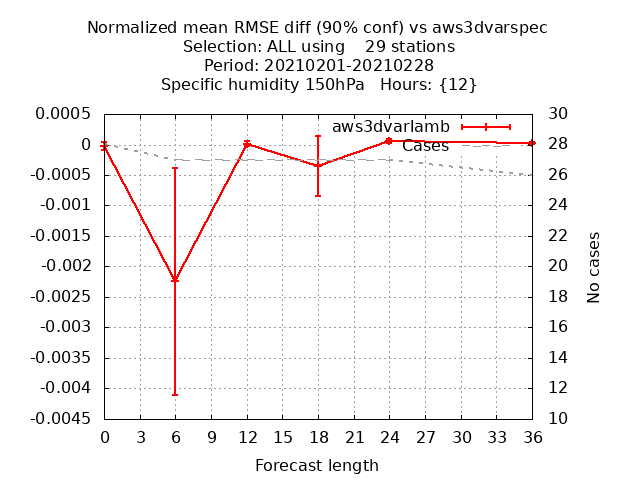 Normalized mean RMSE diff (90% conf) vs aws3dvarspec
Selection: ALL using    29 stations
Period: 20210201-20210228
Specific humidity 150hPa   Hours: {12}
aws3dvarlamb
Cases
0.0005
0
-0.0005
-0.001
-0.0015
-0.002
-0.0025
-0.003
-0.0035
-0.004
-0.0045
30
28
26
24
22
20
18
16
14
12
10
No cases
0 3 6 9 12 15 18 21 24 27 30 33 36
Forecast length